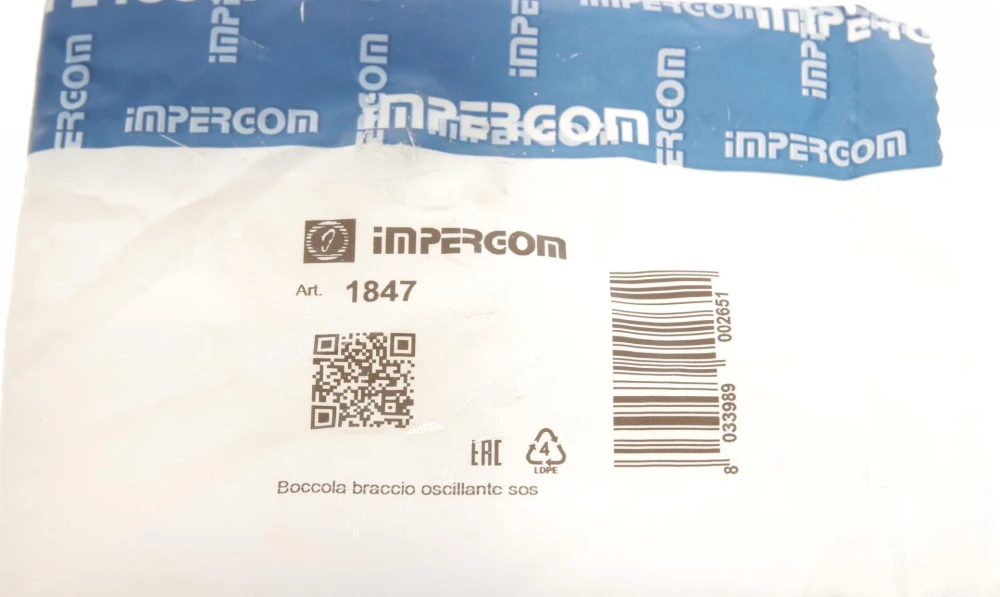 IMPERGOM
IMPERGOM
IMPERGOM
IMPERGOM
IMPERGOM
Art. 1847
8 033989 002651
EAC
4
LDPE
Boccola braccio oscillante sos